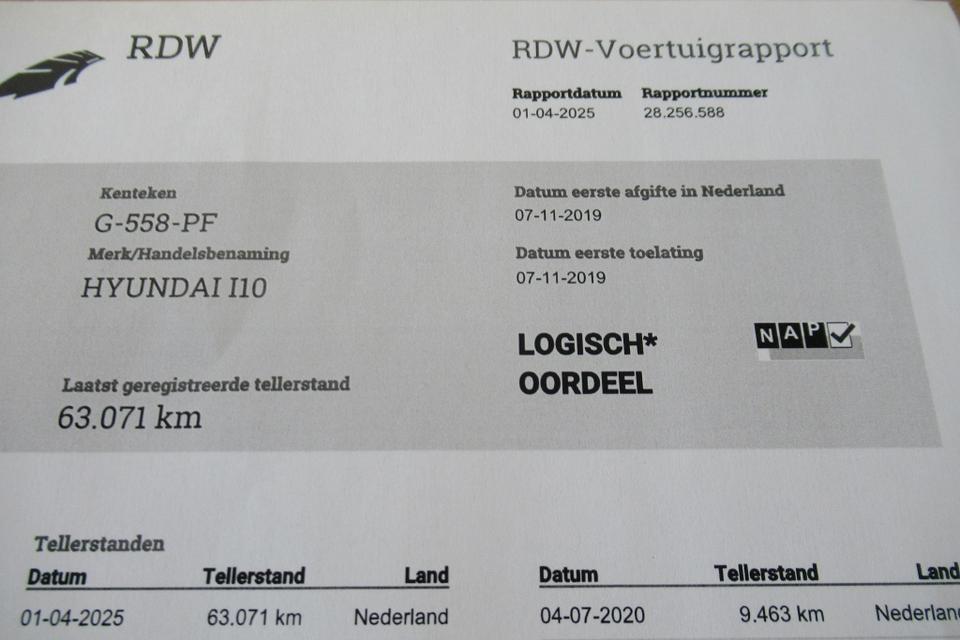 RDW
RDW-Voertuigrapport
Rapportdatum Rapportnummer
01-04-2025 28.256.588
Kenteken
G-558-PF
Merk/Handelsbenaming
HYUNDAI I10
Laatst geregistreerde tellerstand
63.071 km
Datum eerste afgifte in Nederland
07-11-2019
Datum eerste toelating
07-11-2019
LOGISCH*
OORDEEL
NAP
Tellerstanden
Datum Tellerstand Land
01-04-2025 63.071 km Nederland
Datum Tellerstand Land
04-07-2020 9.463 km Nederlan